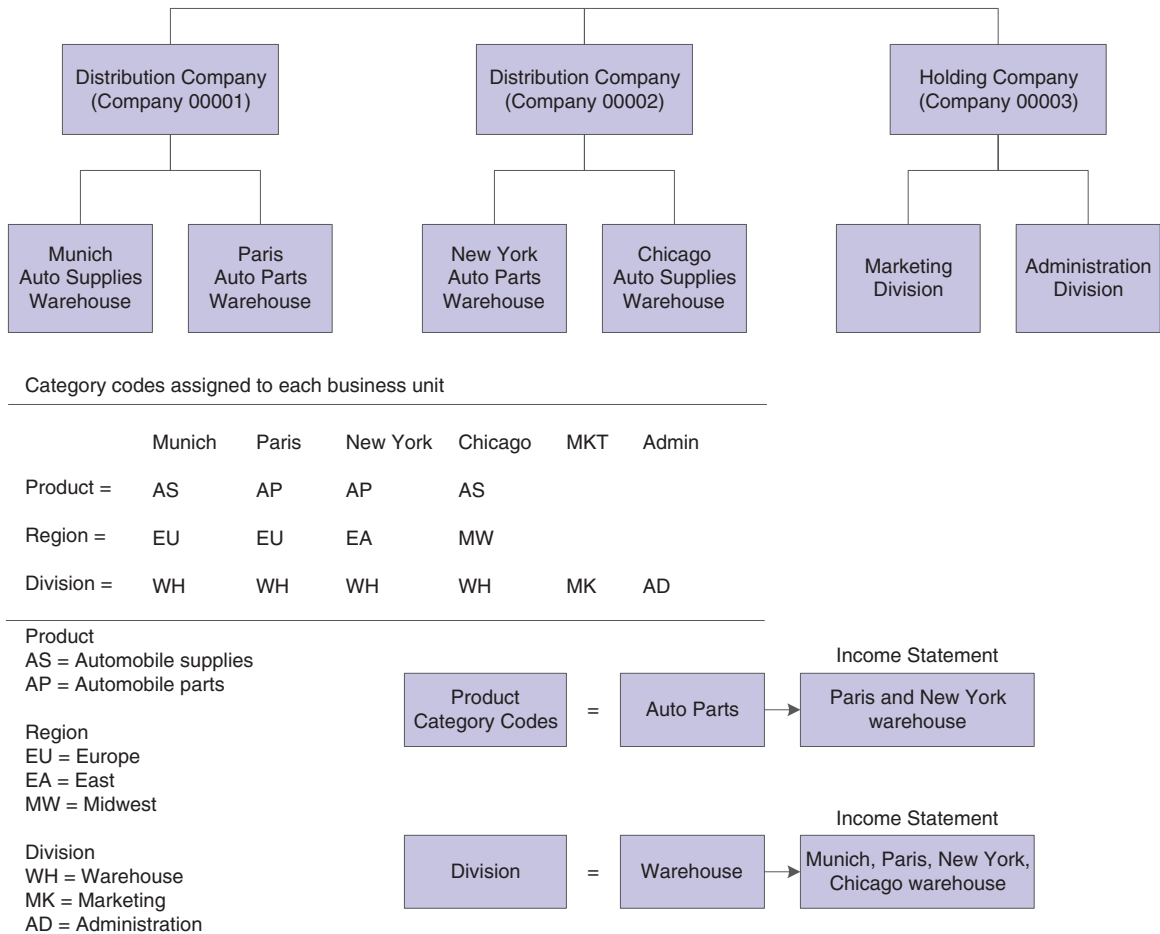 Distribution Company
(Company 00001)
Distribution Company
(Company 00002)
Holding Company
(Company 00003)
Munich
Auto Supplies
Warehouse
Paris
Auto Parts
Warehouse
New York
Auto Parts
Warehouse
Chicago
Auto Supplies
Warehouse
Marketing
Division
Administration
Division
Category codes assigned to each business unit
Munich Paris New York Chicago MKT Admin
Product = AS AP AP AS
Region = EU EU EA MW
Division = WH WH WH WH MK AD
Product
AS = Automobile supplies
AP = Automobile parts
Region
EU = Europe
EA = East
MW = Midwest
Division
WH = Warehouse
MK = Marketing
AD = Administration
Income Statement
Product
Category Codes
=
Auto Parts
Paris and New York
warehouse
Income Statement
Division
=
Warehouse
Munich, Paris, New York,
Chicago warehouse